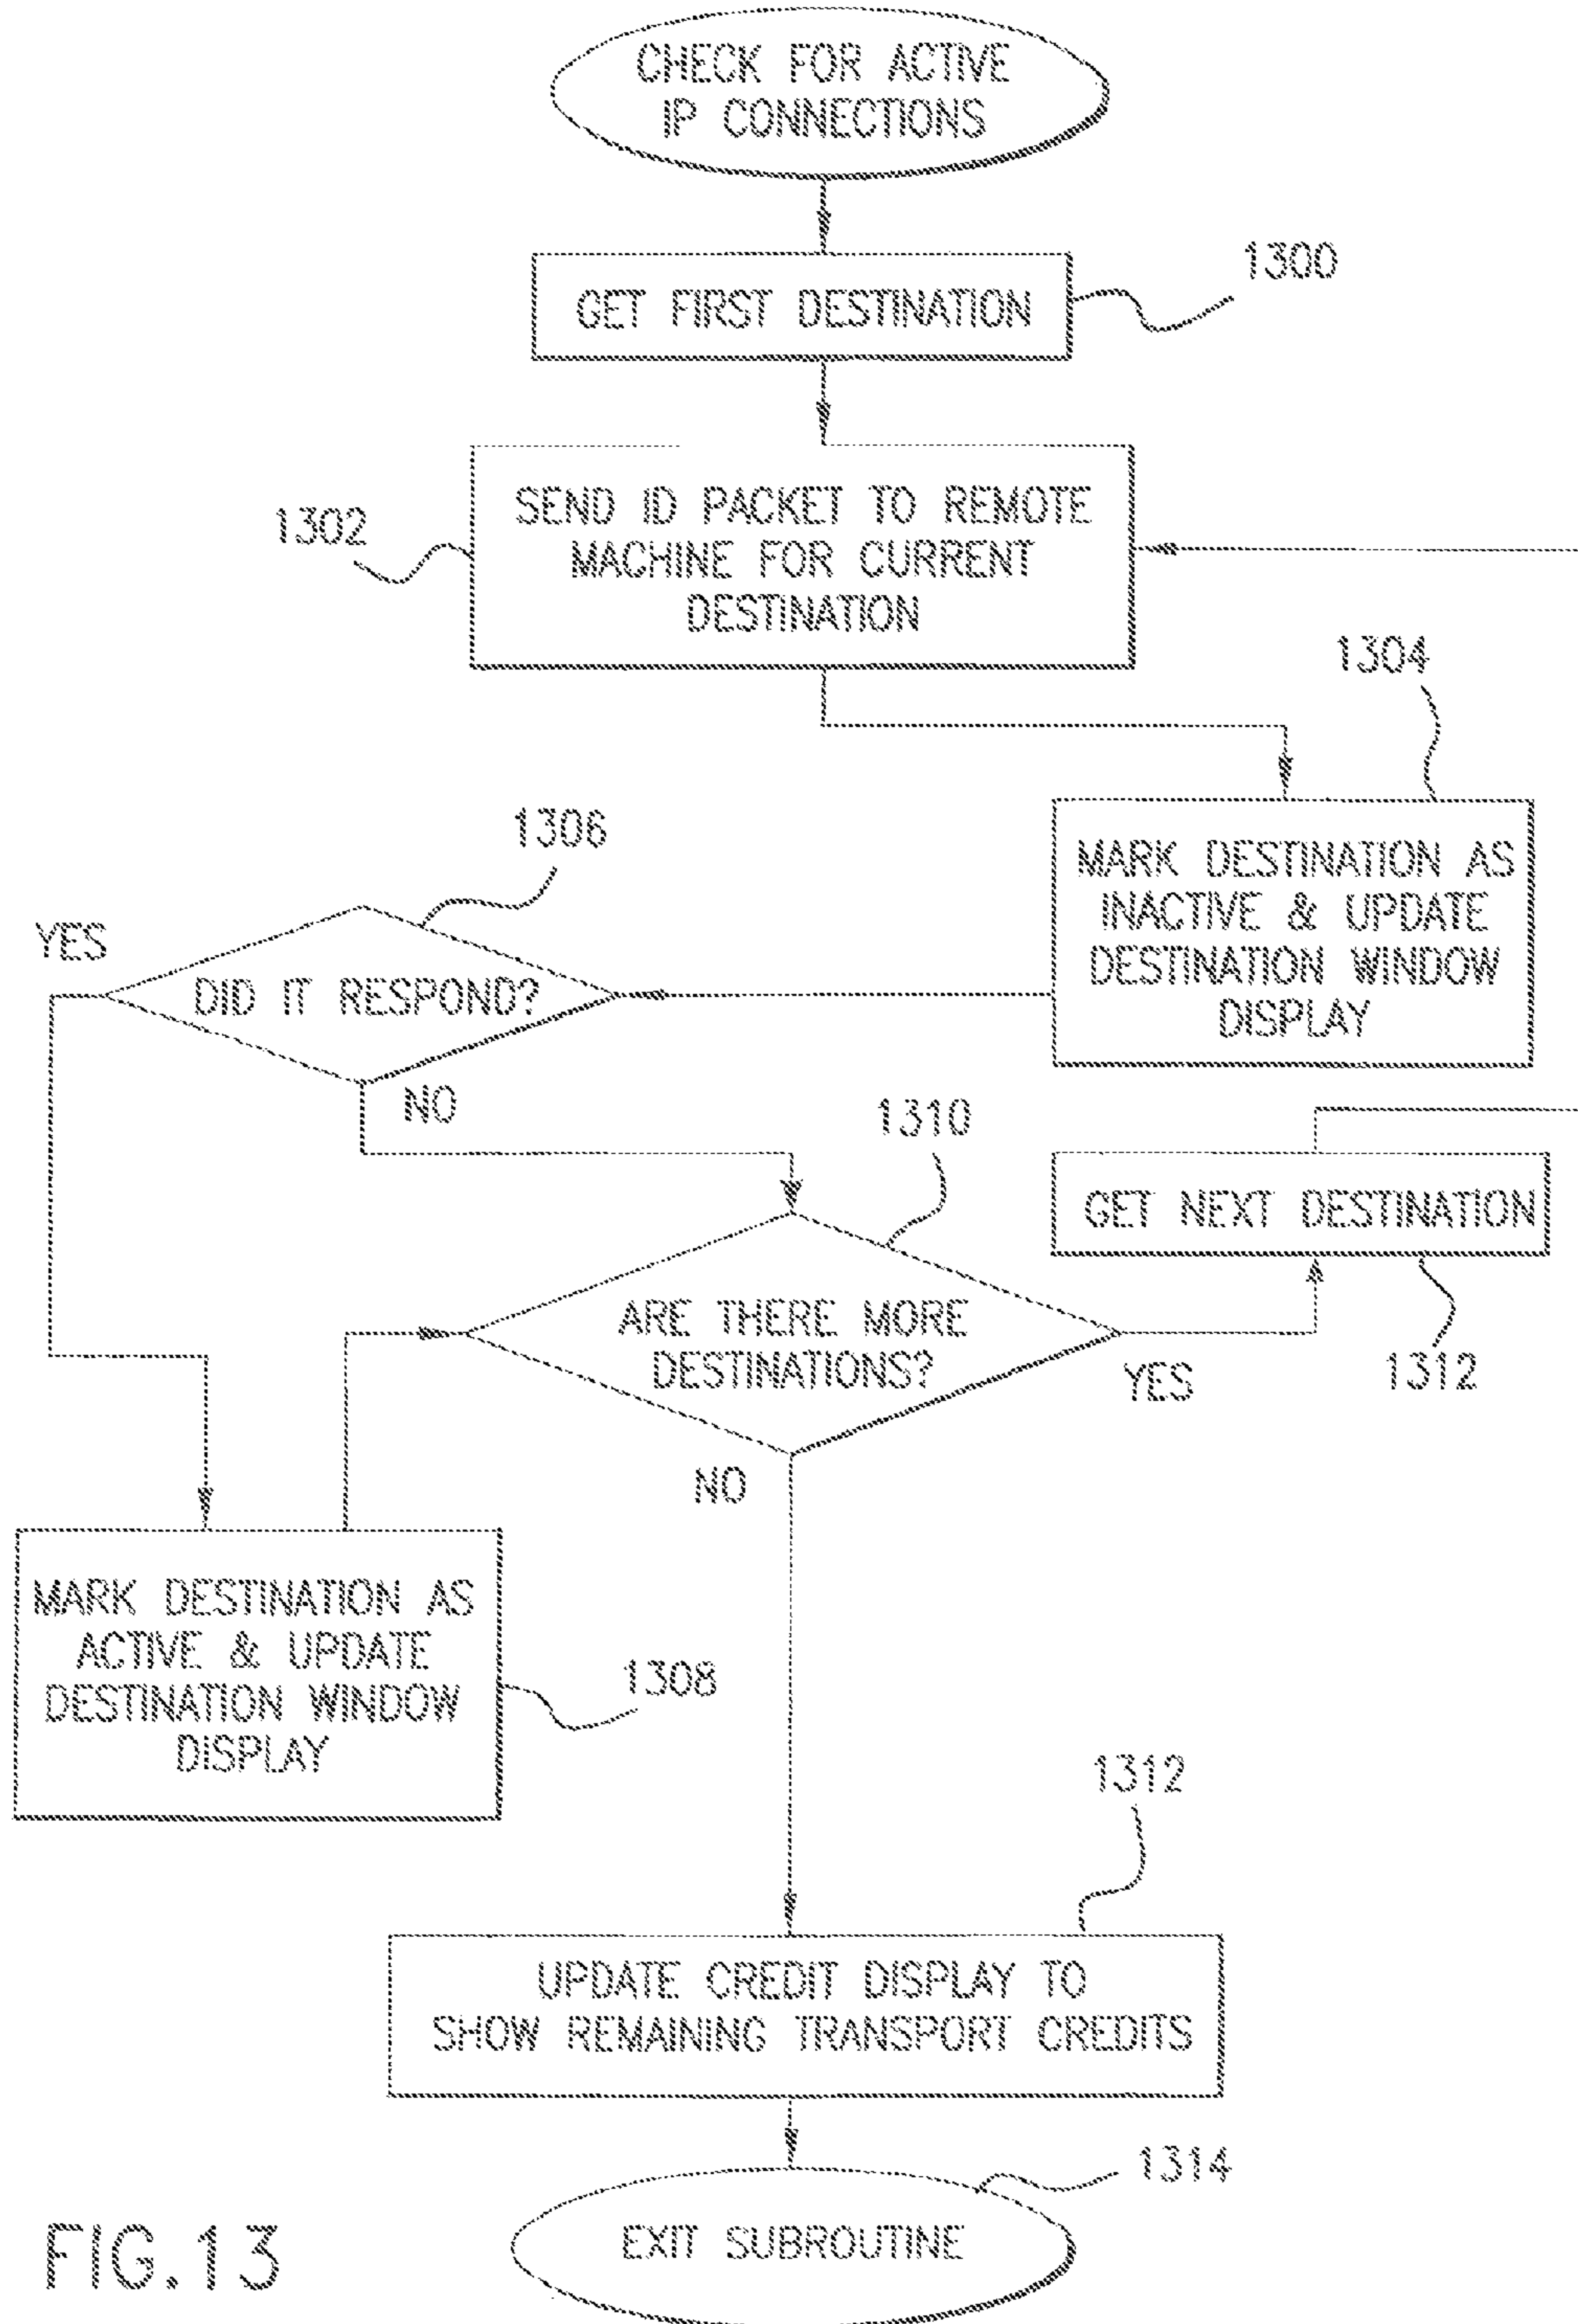 CHECK FOR ACTIVE
IP CONNECTIONS
1300
GET FIRST DESTINATION
1302
SEND ID PACKET TO REMOTE
MACHINE FOR CURRENT
DESTINATION
1304
MARK DESTINATION AS
INACTIVE & UPDATE
DESTINATION WINDOW
DISPLAY
1306
YES
DID IT RESPOND?
NO
1310
GET NEXT DESTINATION
1312
ARE THERE MORE
DESTINATIONS?
YES
NO
MARK DESTINATION AS
ACTIVE & UPDATE
DESTINATION WINDOW
DISPLAY
1308
1312
UPDATE CREDIT DISPLAY TO
SHOW REMAINING TRANSPORT CREDITS
1314
EXIT SUBROUTINE
FIG.13